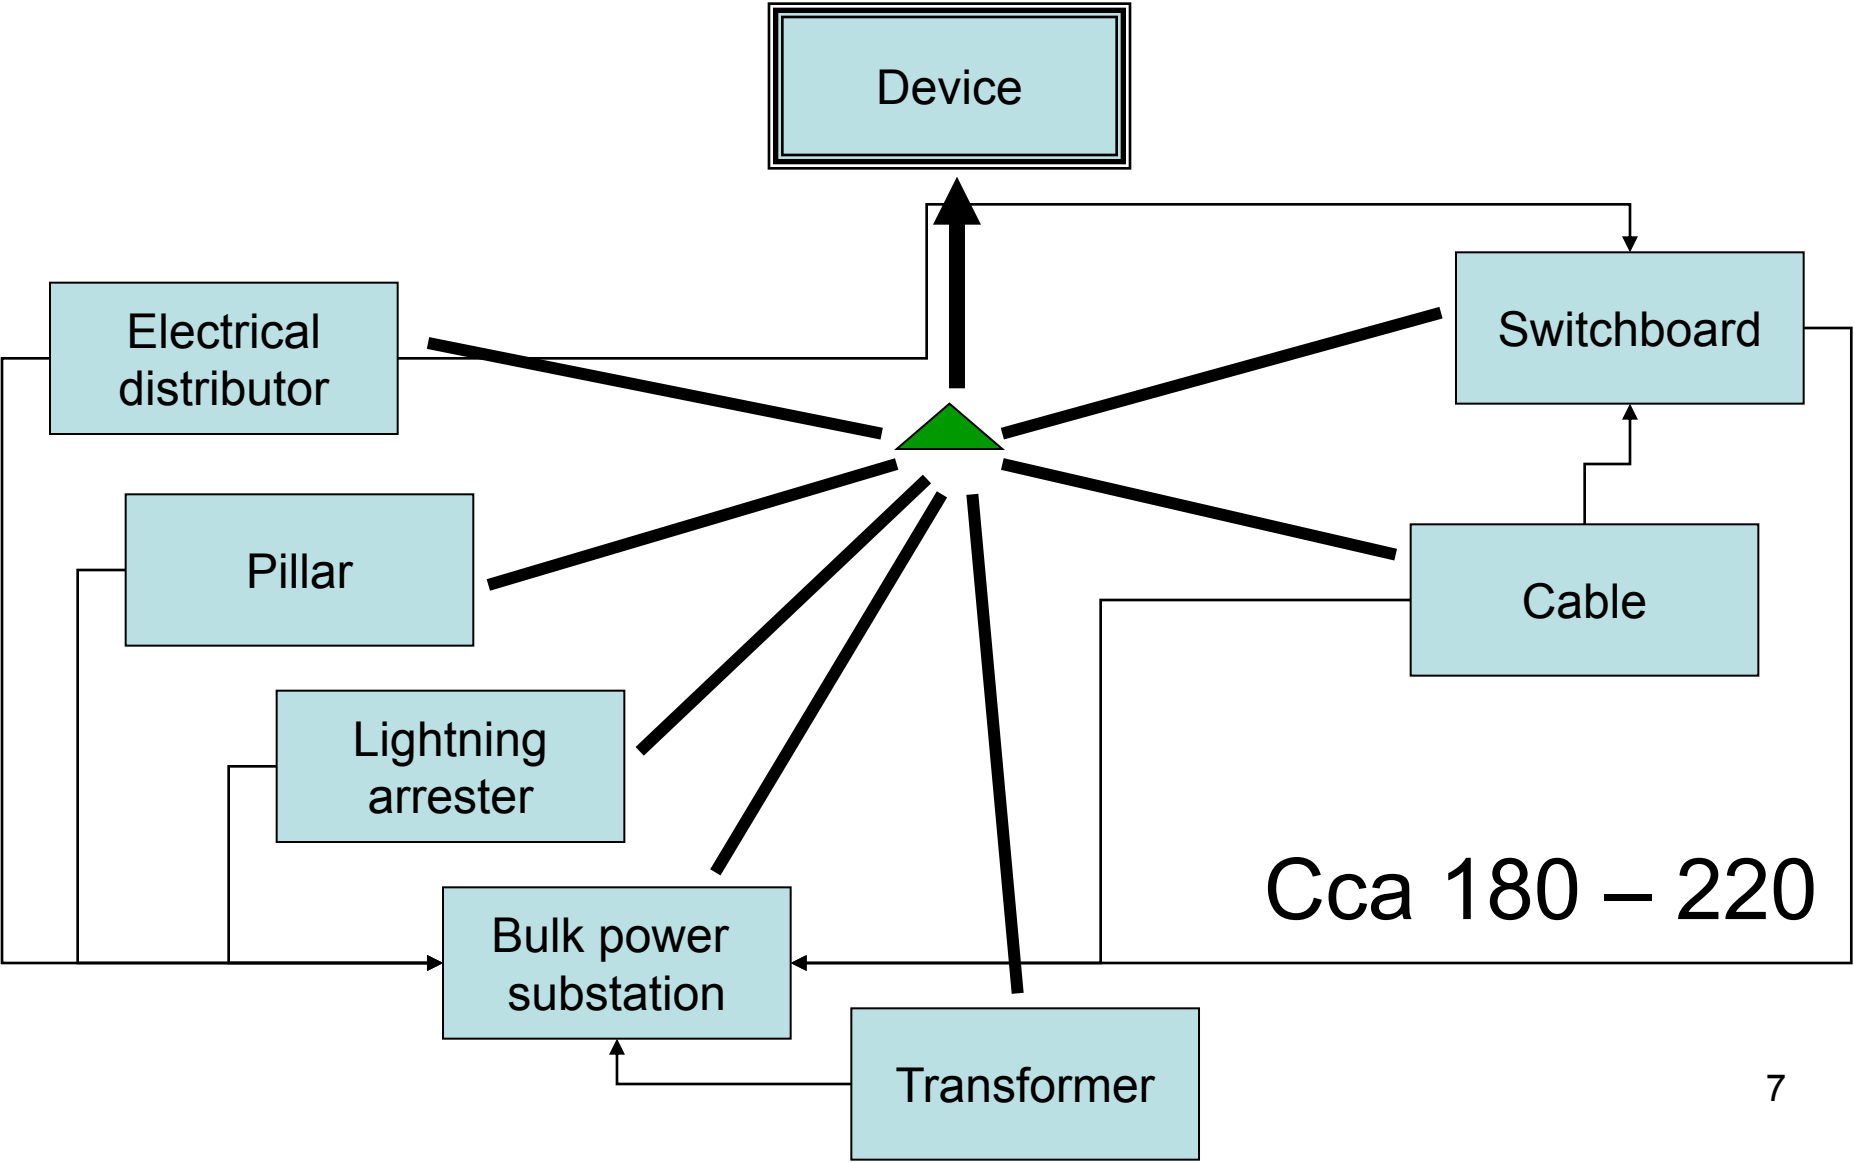 Device
Electrical
distributor
Switchboard
Pillar
Cable
Lightning
arrester
Cca 180 – 220
Bulk power
substation
Transformer
7